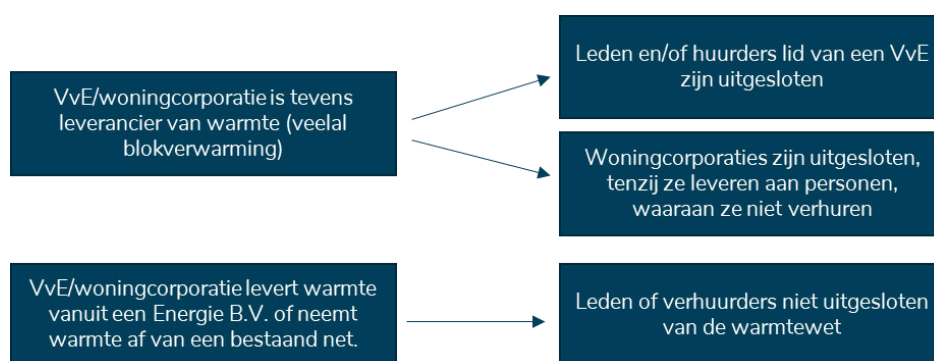 VvE/woningcorporatie is tevens
leverancier van warmte (veelal
blokverwarming)
Leden en/of huurders lid van een VvE
zijn uitgesloten
Woningcorporaties zijn uitgesloten,
tenzij ze leveren aan personen,
waaraan ze niet verhuren
VvE/woningcorporatie levert warmte
vanuit een Energie B.V. of neemt
warmte af van een bestaand net.
Leden of verhuurders niet uitgesloten
van de warmtewet